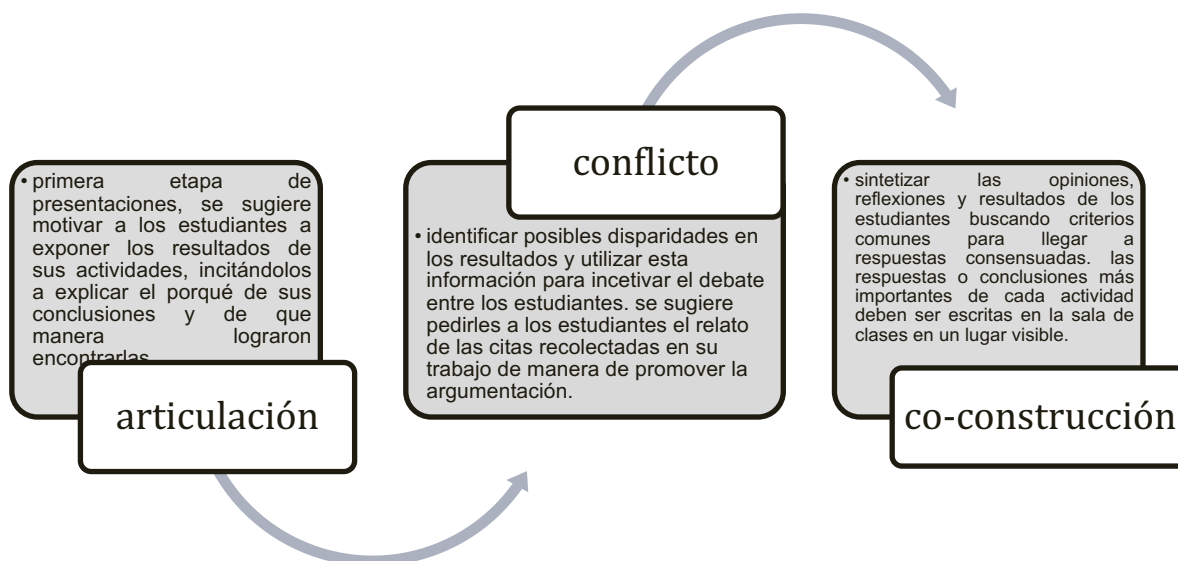 • primera etapa de
presentaciones, se sugiere
motivar a los estudiantes a
exponer los resultados de
sus actividades, incitándolos
a explicar el porqué de sus
conclusiones y de que
manera lograron
encontrarlas
articulación
conflicto
• identificar posibles disparidades en
los resultados y utilizar esta
información para incetivar el debate
entre los estudiantes. se sugiere
pedirles a los estudiantes el relato
de las citas recolectadas en su
trabajo de manera de promover la
argumentación.
• sintetizar las opiniones,
reflexiones y resultados de los
estudiantes buscando criterios
comunes para llegar a
respuestas consensuadas. las
respuestas o conclusiones más
importantes de cada actividad
deben ser escritas en la sala de
clases en un lugar visible.
co-construcción